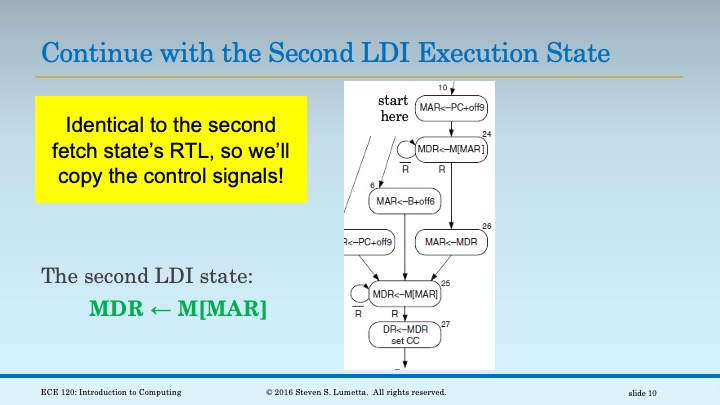 Continue with the Second LDI Execution State
Identical to the second
fetch state's RTL, so we'll
copy the control signals!
start
here
10
MAR<–PC+off9
24
MDR<–M[MAR]
R
R
6
MAR<–B+off6
26
R<–PC+off9
MAR<–MDR
25
MDR<–M[MAR]
R
R
27
DR<–MDR
set CC
The second LDI state:
MDR ← M[MAR]
ECE 120: Introduction to Computing
© 2016 Steven S. Lumetta. All rights reserved.
slide 10